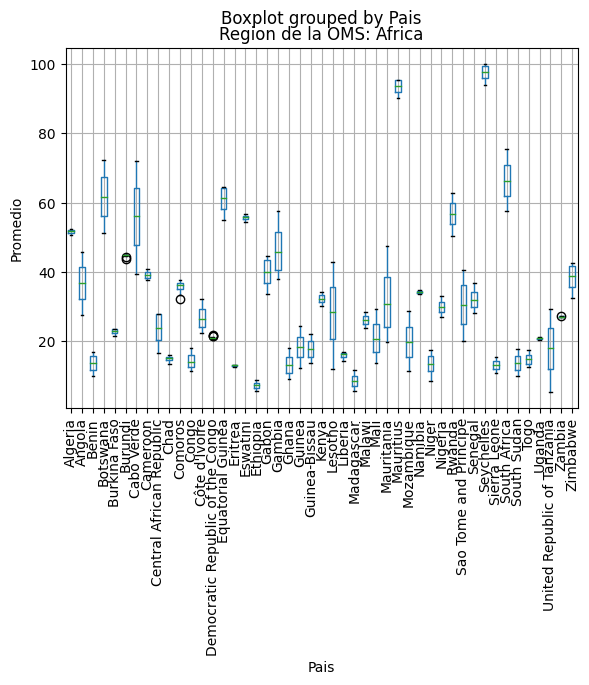 Boxplot grouped by Pais
Region de la OMS: Africa
Promedio
100
80
60
40
20
Algeria
Angola
Benin
Botswana
Burkina Faso
Burundi
Cabo Verde
Cameroon
Central African Republic
Chad
Comoros
Congo
Côte d'Ivoire
Democratic Republic of the Congo
Equatorial Guinea
Eritrea
Eswatini
Ethiopia
Gabon
Gambia
Ghana
Guinea
Guinea-Bissau
Kenya
Lesotho
Liberia
Madagascar
Malawi
Mali
Mauritania
Mauritius
Mozambique
Namibia
Niger
Nigeria
Rwanda
Sao Tome and Principe
Senegal
Seychelles
Sierra Leone
South Africa
South Sudan
Togo
Uganda
United Republic of Tanzania
Zambia
Zimbabwe
Pais